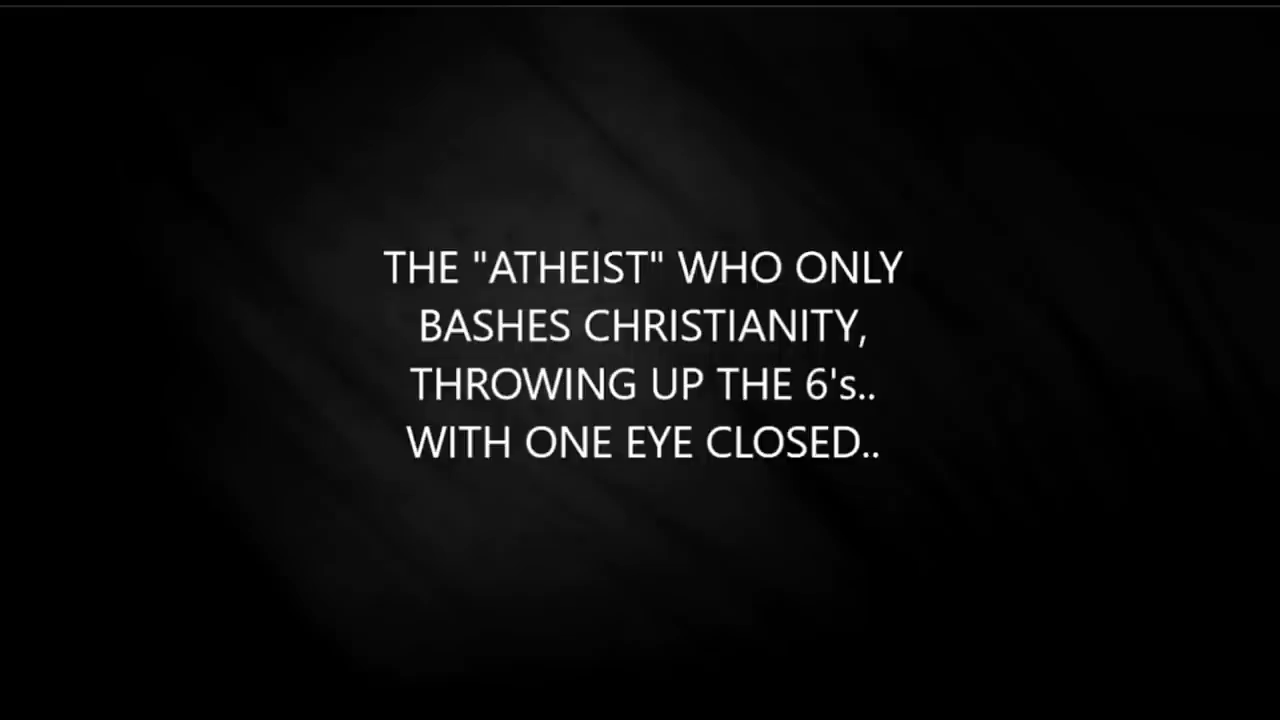 THE "ATHEIST" WHO ONLY
BASHES CHRISTIANITY,
THROWING UP THE 6's..
WITH ONE EYE CLOSED..